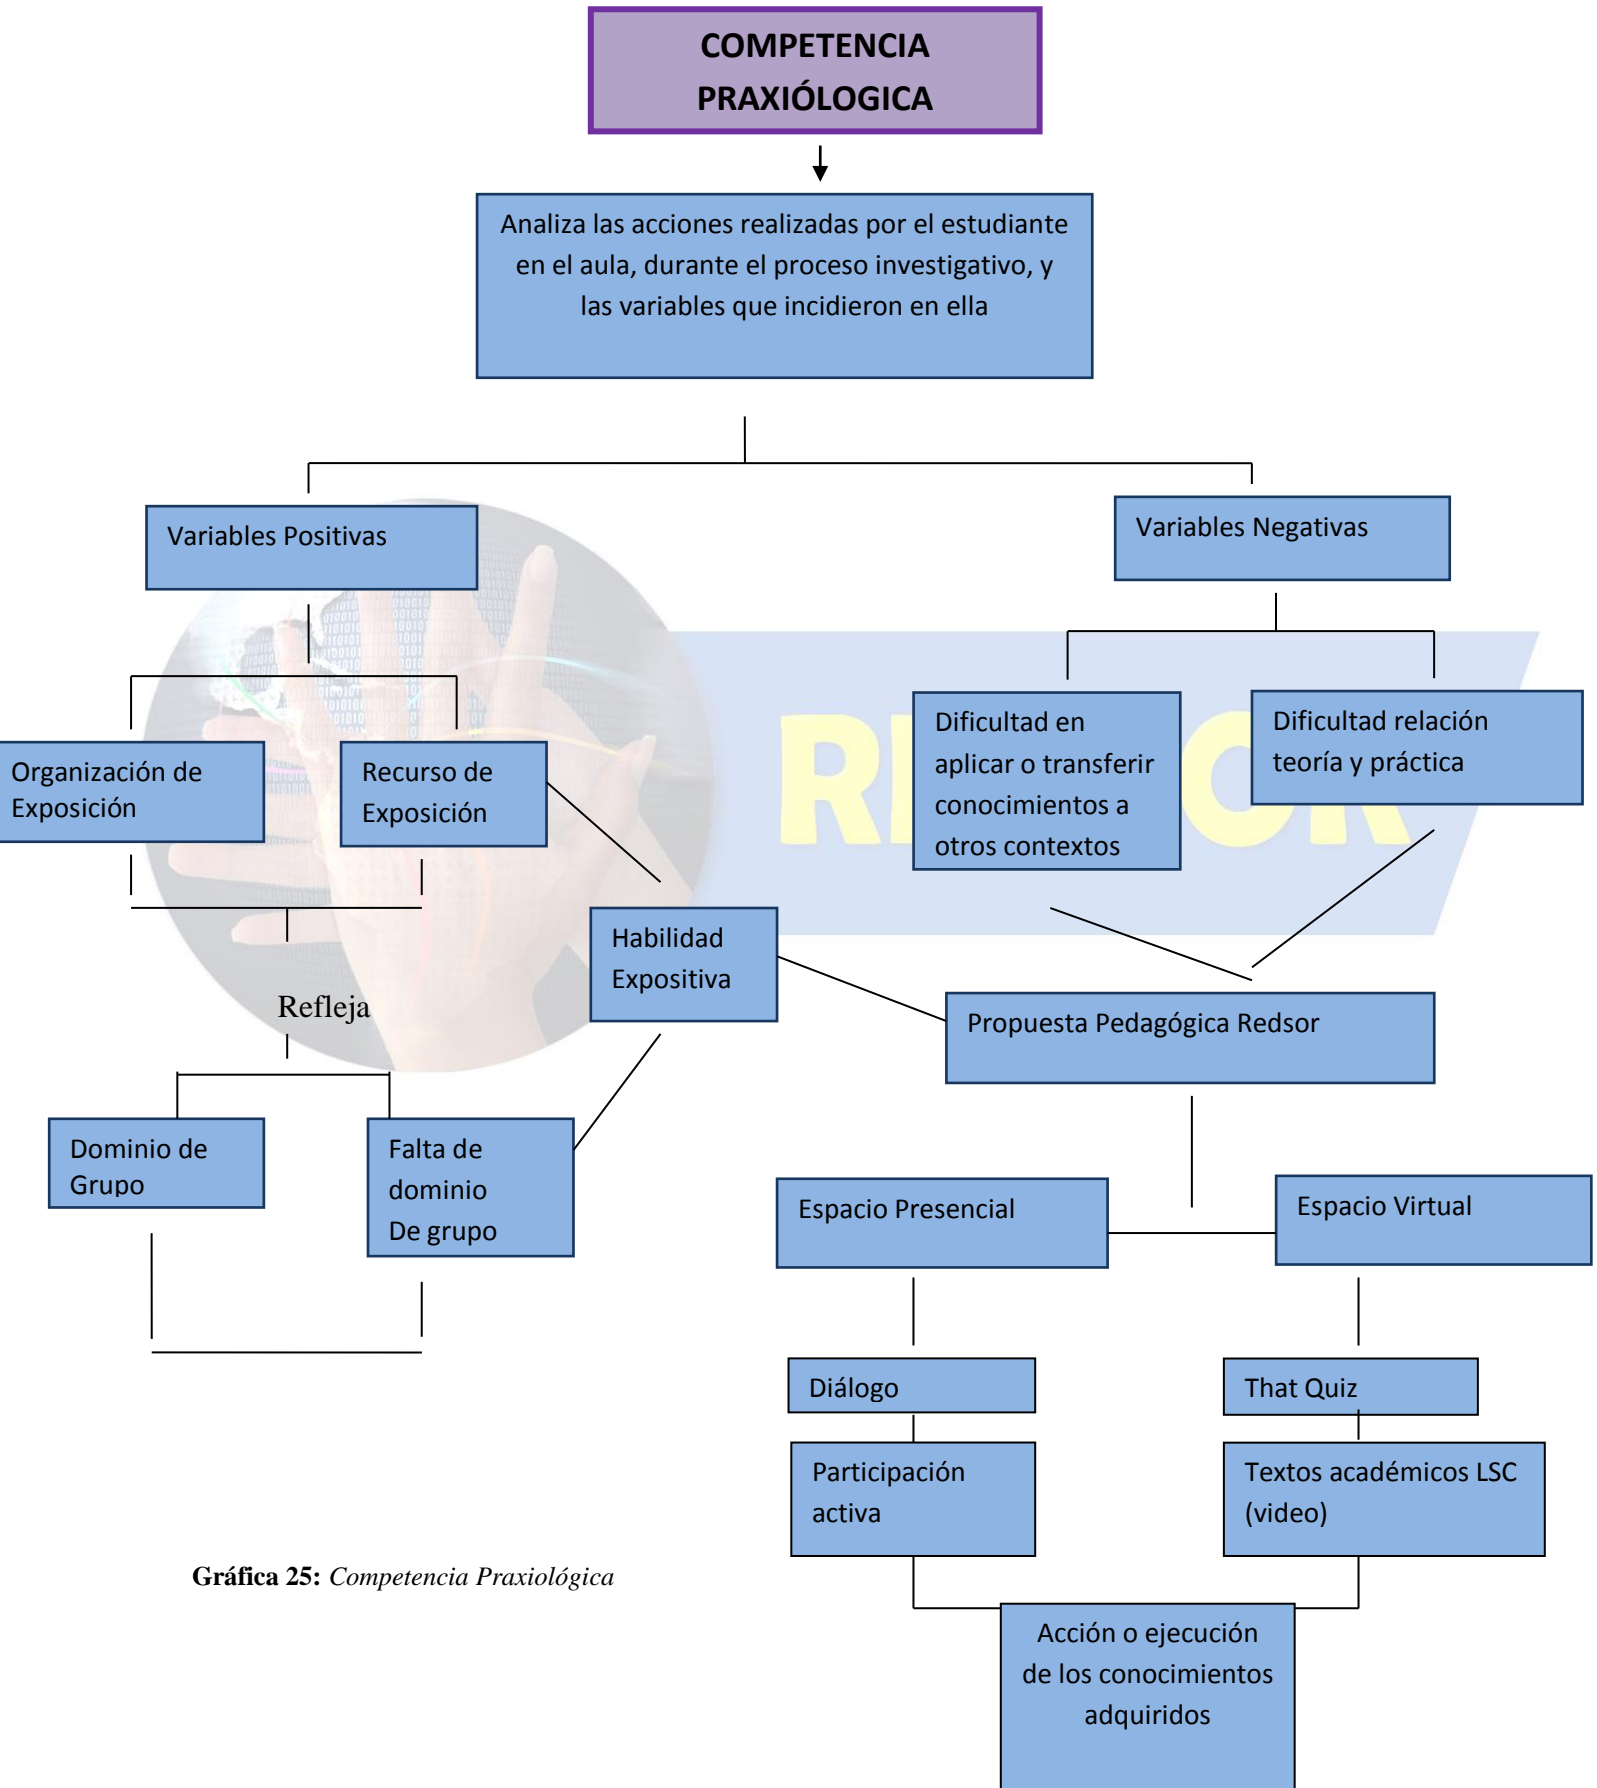 COMPETENCIA
PRAXIÓLOGICA
Analiza las acciones realizadas por el estudiante
en el aula, durante el proceso investigativo, y
las variables que incidieron en ella
Variables Positivas
Variables Negativas
Organización de
Exposición
Recurso de
Exposición
Dificultad en
aplicar o transferir
conocimientos a
otros contextos
Dificultad relación
teoría y práctica
Habilidad
Expositiva
Refleja
Propuesta Pedagógica Redsor
Dominio de
Grupo
Falta de
dominio
De grupo
Espacio Presencial
Espacio Virtual
Diálogo
That Quiz
Participación
activa
Textos académicos LSC
(video)
Gráfica 25: Competencia Praxiológica
Acción o ejecución
de los conocimientos
adquiridos